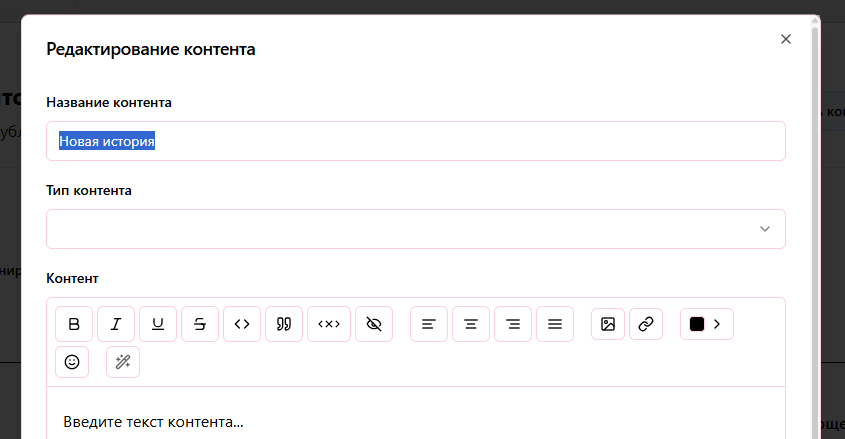 Редактирование контента
Название контента
Новая история
Тип контента
Контент
B I U S
Введите текст контента...